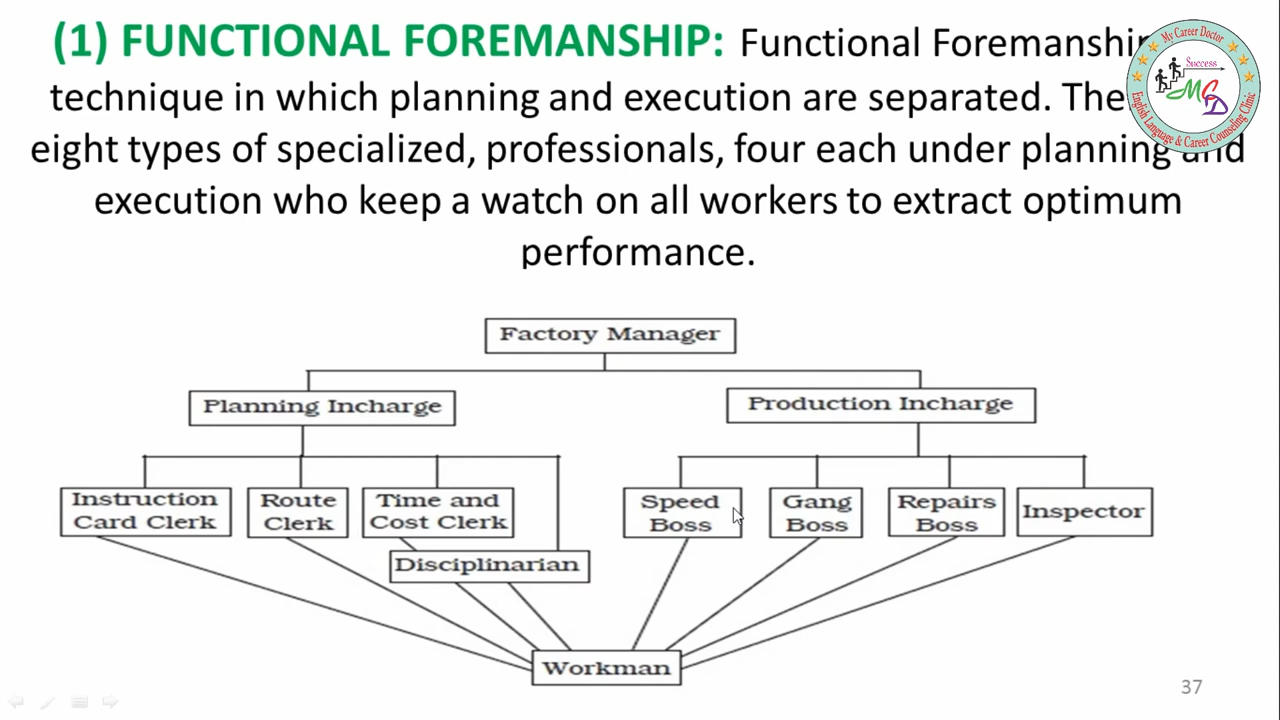 (1) FUNCTIONAL FOREMANSHIP: Functional Foremanship
technique in which planning and execution are separated.
eight types of specialized, professionals, four each under planning and
execution who keep a watch on all workers to extract optimum
performance.
My Career Doctor
Success
MCD
English Language & Career Counseling Clinic
Factory Manager
Planning Incharge
Production Incharge
Instruction
Card Clerk
Route
Clerk
Time and
Cost Clerk
Disciplinarian
Speed
Boss
Gang
Boss
Repairs
Boss
Inspector
Workman
37